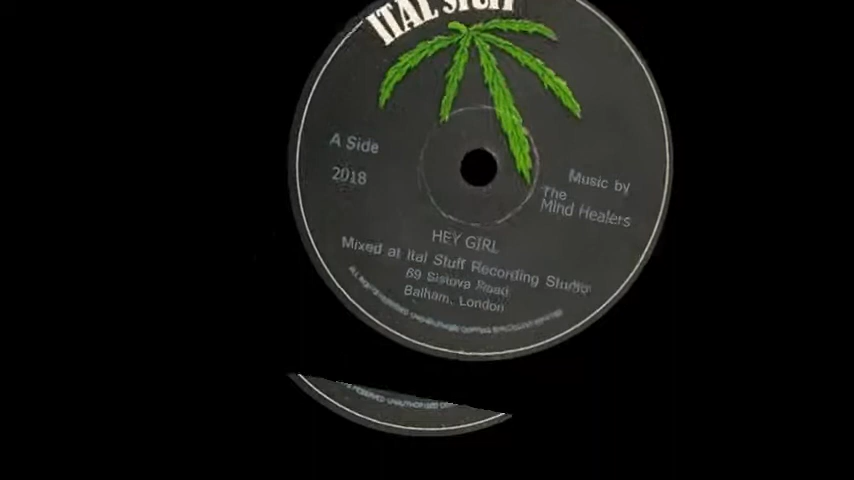 ITAL STUFF
A Side
2018
Music by
The
Mind Healers
HEY GIRL
Mixed at Ital Stuff Recording Studio
69 Sistova Road
Balham, London